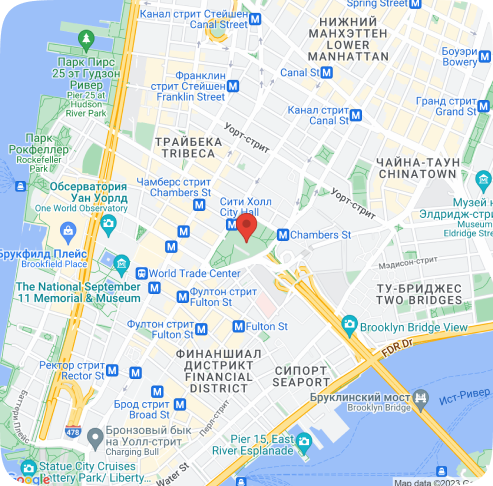 Spring Street
Канал стрит Стейшен
Canal Street
НИЖНИЙ
МАНХЭТТЕН
LOWER
MANHATTAN
Боуэри
Bowery
Парк Пирс
25 эт Гудзон
Ривер
Pier 25 at
Hudson
River Park
Франклин
стрит Стейшен
Franklin Street
Canal St
Канал стрит
Canal St
Гранд стрит
Grand St
Парк
Рокфеллер
Rockefeller
Park
ТРАЙБЕКА
TRIBECA
Уорт-стрит
ЧАЙНА-ТАУН
CHINATOWN
Обсерватория
Уан Уорлд
One World Observatory
Чамберс стрит
Chambers St
Сити Холл
City Hall
Уорт-стрит
Музей н
Элдридж-стри
Museum
Eldridge Stre
Chambers St
Мэдисон-стрит
Брукфилд Плейс
Brookfield Place
World Trade Center
The National September
11 Memorial & Museum
Фултон стрит
Fulton St
ТУ-БРИДЖЕС
TWO BRIDGES
Фултон стрит
Fulton St
Fulton St
Brooklyn Bridge View
FDR Dr
Ректор стрит
Rector St
ФИНАНШИАЛ
ДИСТРИКТ
FINANCIAL
DISTRICT
СИПОРТ
SEAPORT
Баттери Плейс
Брод стрит
Broad St
Перл-стрит
Бруклинский мост
Brooklyn Bridge
Ист-Ривер
478
Бронзовый бык
на Уолл-стрит
Charging Bull
Pier 15, East
River Esplanade
Water St
Statue City Cruises
Battery Park/ Liberty...
Map data ©2023 Go